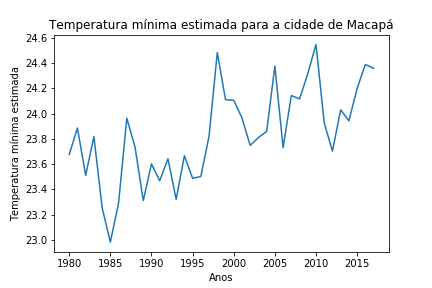 Temperatura mínima estimada para a cidade de Macapá
24.6
24.4
24.2
24.0
23.8
23.6
23.4
23.2
23.0
Temperatura mínima estimada
1980 1985 1990 1995 2000 2005 2010 2015
Anos